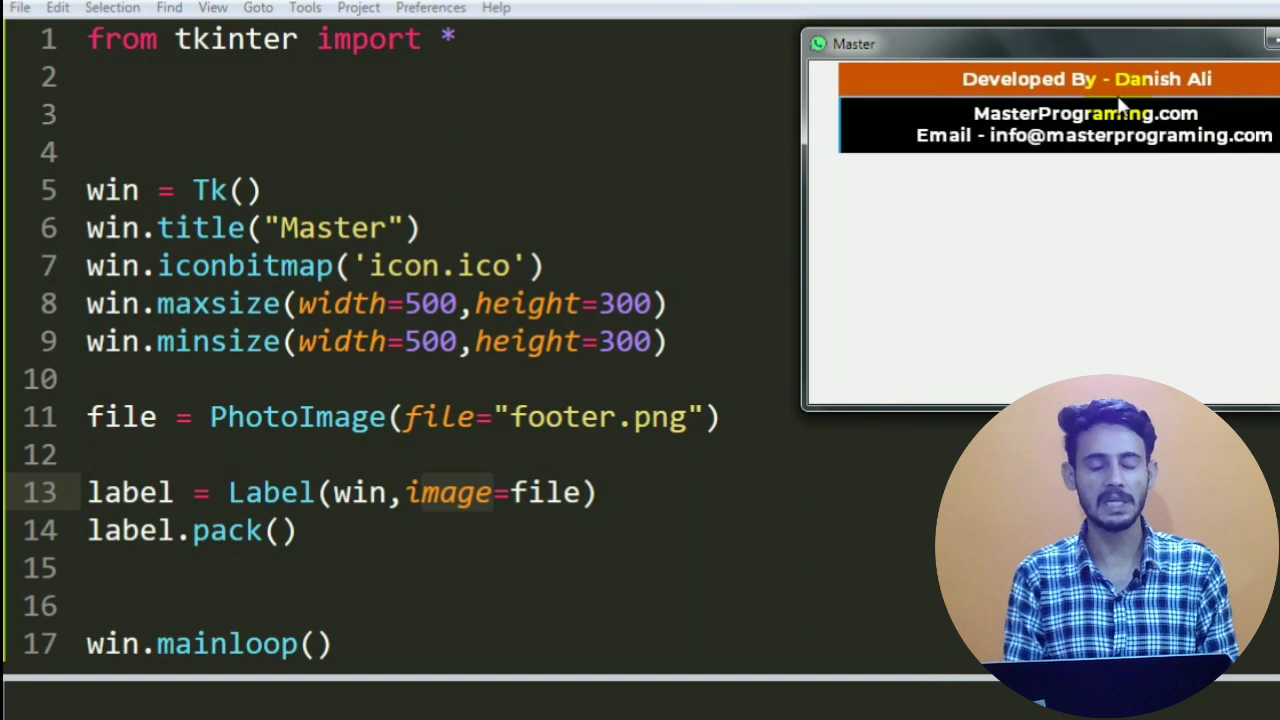 File Edit Selection Find View Goto Tools Project Preferences Help
1 from tkinter import *
2
3
4
5 win = Tk()
6 win.title("Master")
7 win.iconbitmap('icon.ico')
8 win.maxsize(width=500,height=300)
9 win.minsize(width=500,height=300)
10
11 file = PhotoImage(file="footer.png")
12
13 label = Label(win,image=file)
14 label.pack()
15
16
17 win.mainloop()
Master
Developed By - Danish Ali
MasterPrograming.com
Email - info@masterprograming.com